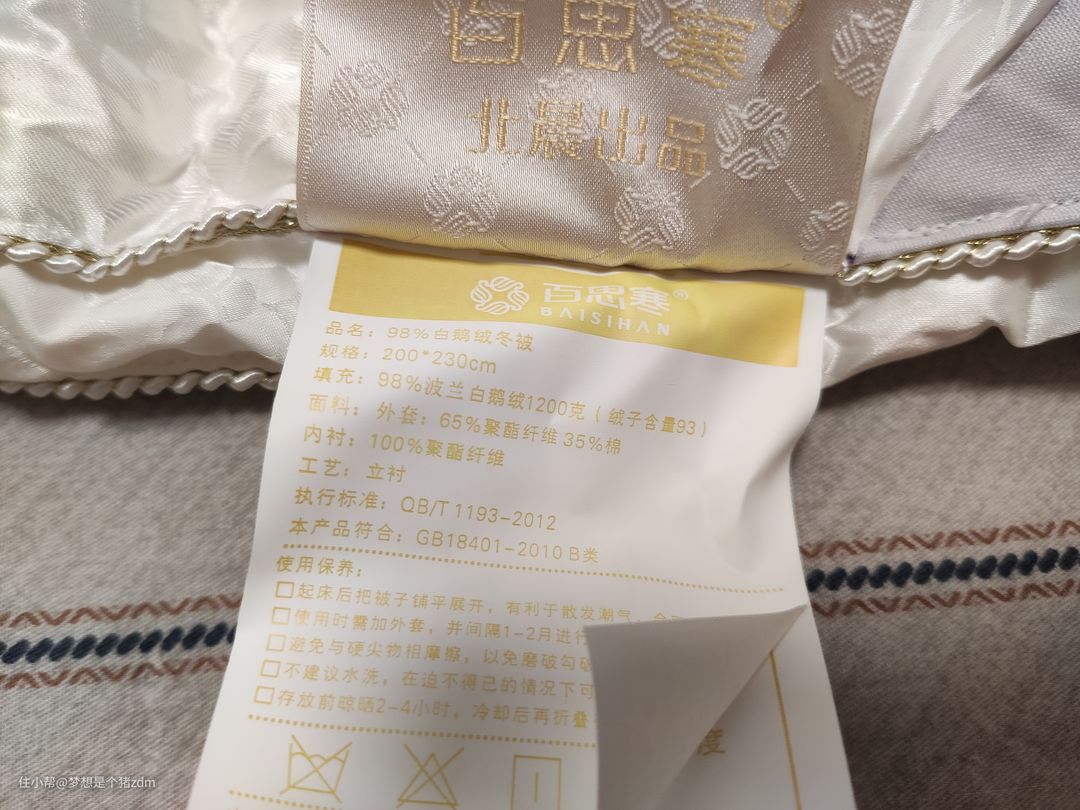 百思寒
北晨出品
百思寒®
BAISIHAN
品名：98%白鹅绒冬被
规格：200*230cm
填充：98%波兰白鹅绒1200克（绒子含量93）
面料：外套：65%聚酯纤维35%棉
内衬：100%聚酯纤维
工艺：立衬
执行标准：QB/T 1193-2012
本产品符合：GB18401-2010 B类
使用保养：
□起床后把被子铺平展开，有利于散发潮气，
□使用时需加外套，并间隔1-2月进行
□避免与硬尖物相摩擦，以免磨破勾破
□不建议水洗，在迫不得已的情况下可
□存放前晾晒2-4小时，冷却后再折叠
度
住小帮@梦想是个猪zdm